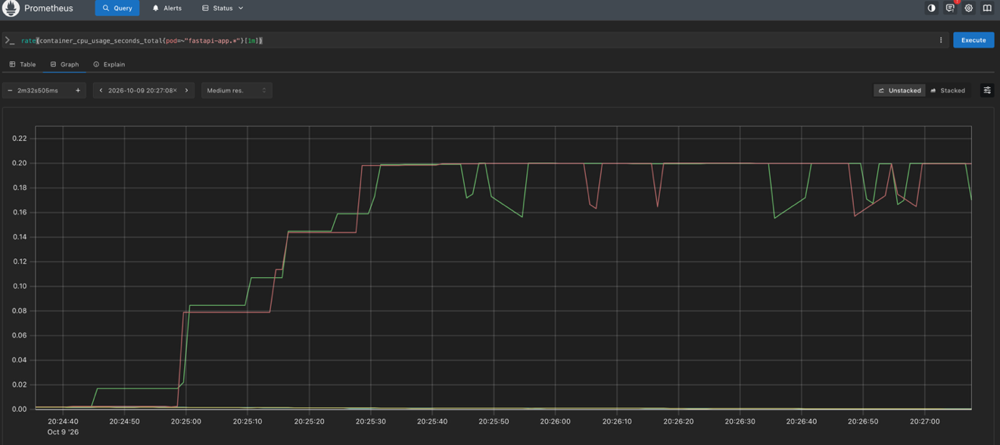 Prometheus Query Alerts Status
>_ rate(container_cpu_usage_seconds_total{pod=~"fastapi-app.*"}[1m]) Execute
Table Graph Explain
− 2m32s505ms + < 2026-10-09 20:27:08× > Medium res. Unstacked Stacked
0.22
0.20
0.18
0.16
0.14
0.12
0.10
0.08
0.06
0.04
0.02
0.00
20:24:40 20:24:50 20:25:00 20:25:10 20:25:20 20:25:30 20:25:40 20:25:50 20:26:00 20:26:10 20:26:20 20:26:30 20:26:40 20:26:50 20:27:00
Oct 9 '26